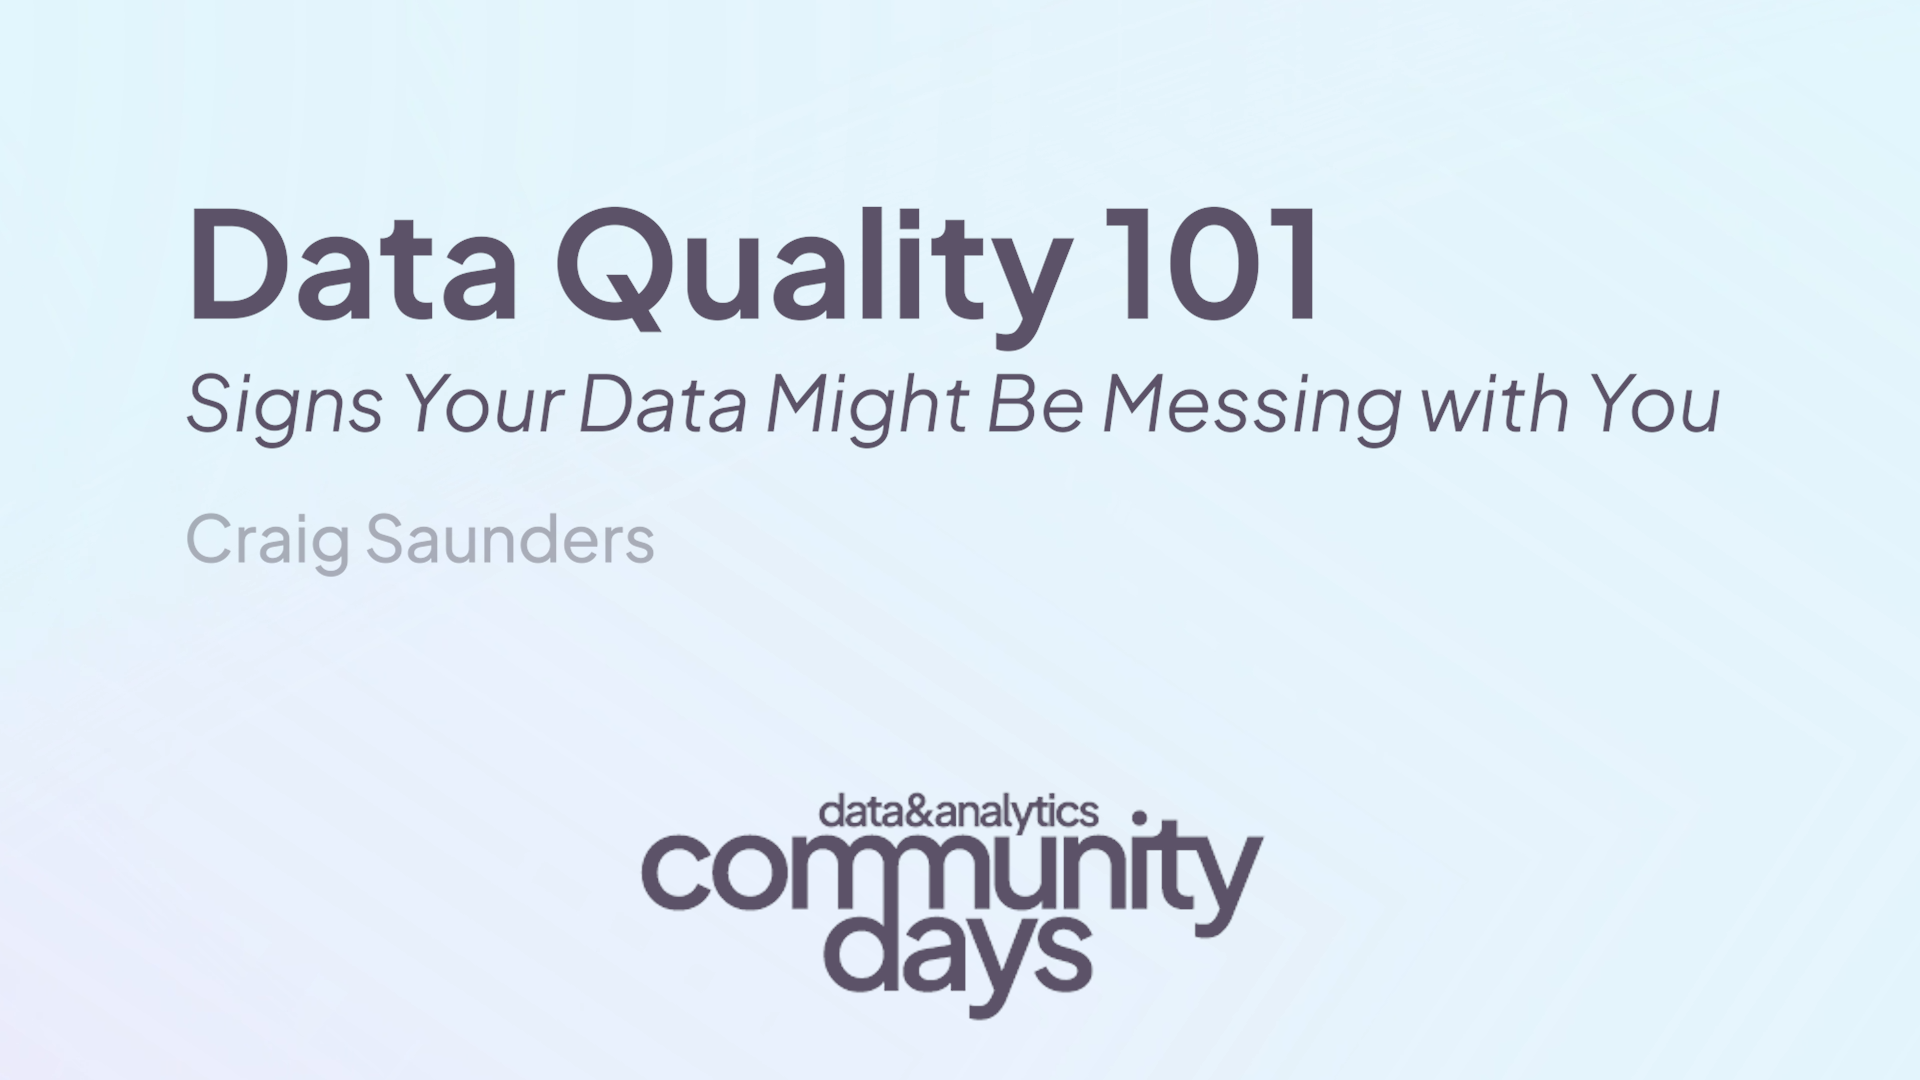 Data Quality 101
Signs Your Data Might Be Messing with You
Craig Saunders
data&analytics
community
days